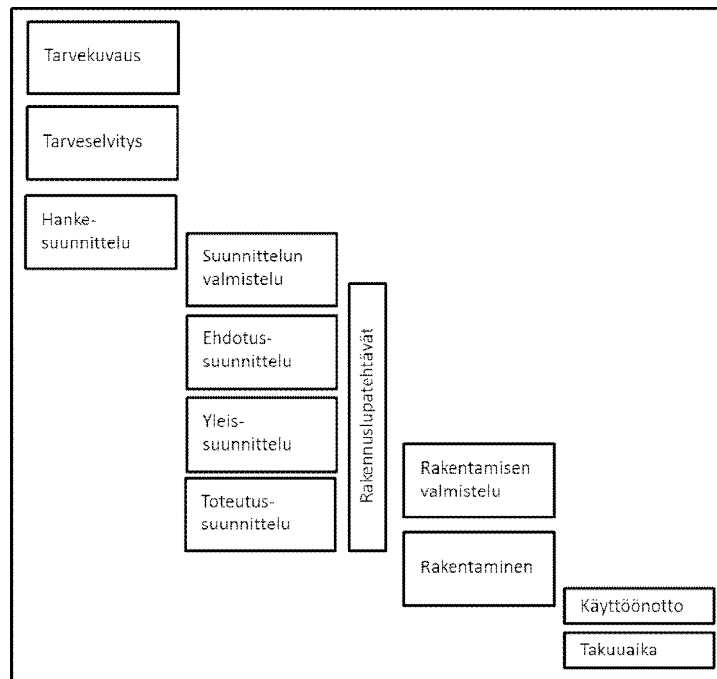 Tarvekuvaus
Tarveselvitys
Hanke-
suunnittelu
Suunnittelun
valmistelu
Ehdotus-
suunnittelu
Yleis-
suunnittelu
Toteutus-
suunnittelu
Rakennuslupatehtävät
Rakentamisen
valmistelu
Rakentaminen
Käyttöönotto
Takuuaika